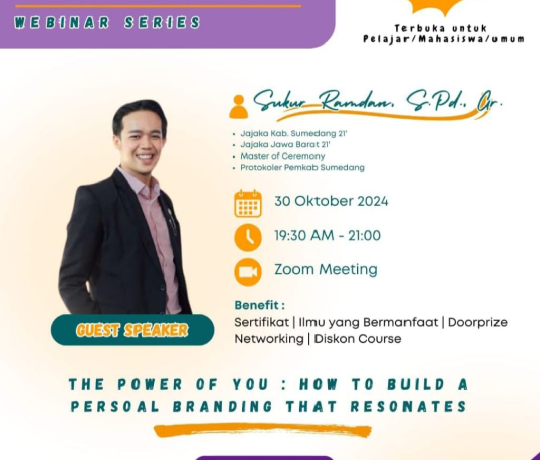 WEBINAR SERIES
Terbuka untuk
Pelajar/Mahasiswa/umum
Sukur Ramdan, S.Pd., Gr.
• Jajaka Kab. Sumedang 21'
• Jajaka Jawa Barat 21'
• Master of Ceremony
• Protokoler Pemkab Sumedang
30 Oktober 2024
19:30 AM - 21:00
Zoom Meeting
GUEST SPEAKER
Benefit :
Sertifikat | Ilmu yang Bermanfaat | Doorprize
Networking | Diskon Course
THE POWER OF YOU : HOW TO BUILD A
PERSOAL BRANDING THAT RESONATES